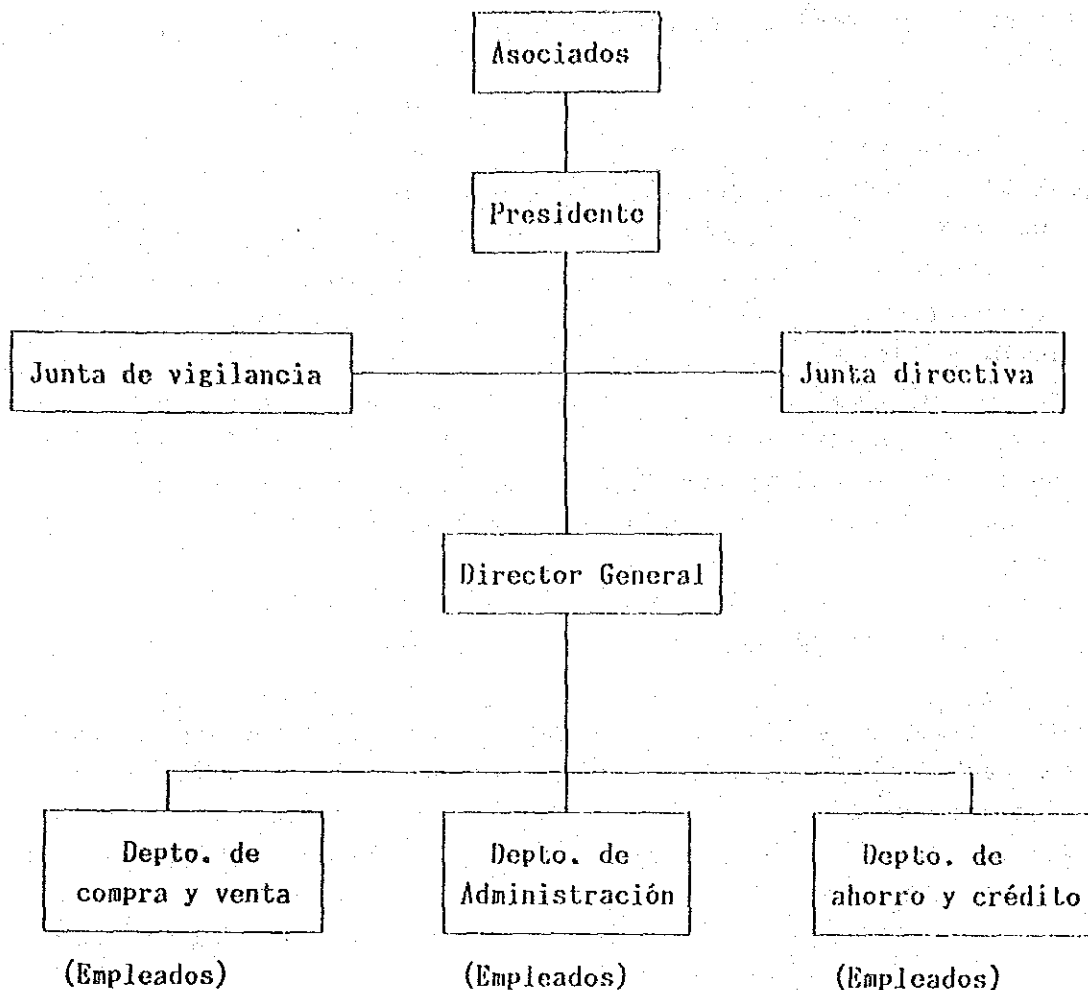 Asociados
Presidente
Junta de vigilancia
Junta directiva
Director General
Depto. de
compra y venta
Depto. de
Administración
Depto. de
ahorro y crédito
(Empleados)
(Empleados)
(Empleados)